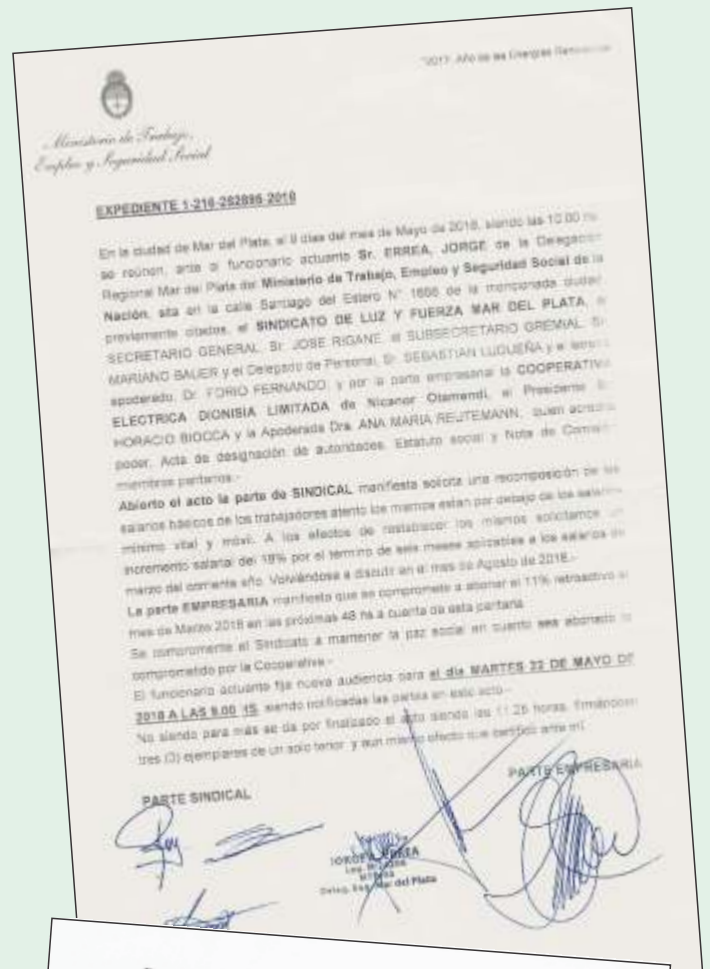 "2017- Año de las Energías
Ministerio de Trabajo,
Empleo y Seguridad Social
EXPEDIENTE 1-216-282886-2018
En la ciudad de Mar del Plata, al 9 días del mes de Mayo de 2018, siendo las 10.00
se reúnen, ante el funcionario actuante Sr. ERREA, JORGE de la Delegación
Regional Mar del Plata del Ministerio de Trabajo, Empleo y Seguridad Social de la
Nación, sita en la calle Santiago del Estero N° de la mencionada ciudad
previamente citados, el SINDICATO DE LUZ Y FUERZA MAR DEL PLATA,
SECRETARIO GENERAL, Sr. JOSE RIGANE, el SUBSECRETARIO GREMIAL, Sr.
MARIANO BAUER y el Delegado de Personal, Sr. SEBASTIAN LUDUEÑA y el
apoderado, Dr. FORIO FERNANDO, y por la parte empresarial la COOPERATIVA
ELECTRICA DIONISIA LIMITADA de Nicanor Otamendi, el Presidente
HORACIO BIOCCA y la Apoderada Dra. ANA MARIA REUTEMANN, quien
poder, Acta de designación de autoridades, Estatuto social y Nota de
miembros paritarios.-
Abierto el acto la parte de SINDICAL manifiesta solicita una recomposición de los
salarios básicos de los trabajadores atento los mismos están por debajo de los salarios
mínimo vital y móvil. A los efectos de restablecer los mismos solicitamos
incremento salarial del 18% por el termino de seis meses aplicables a los salarios de
marzo del corriente año. Volviéndose a discutir en el mes de Agosto de 2018.-
La parte EMPRESARIA manifiesta que se compromete a abonar el 11% retroactivo al
mes de Marzo 2018 en las próximas 48 hs a cuenta de esta paritaria.
Se compromete el Sindicato a mantener la paz social en cuanto sea abonado lo
comprometido por la Cooperativa.-
El funcionario actuante fija nueva audiencia para el día MARTES 22 DE MAYO DE
2018 A LAS 9.00 siendo notificadas las partes en este acto.-
No siendo para más se da por finalizado el acto siendo las 11.25 horas, firmándose
tres (3) ejemplares de un solo tenor y a un mismo efecto que certifico ante mí.
PARTE SINDICAL
PARTE EMPRESARIA
JORGE ERREA
Deleg. Reg. Mar del Plata